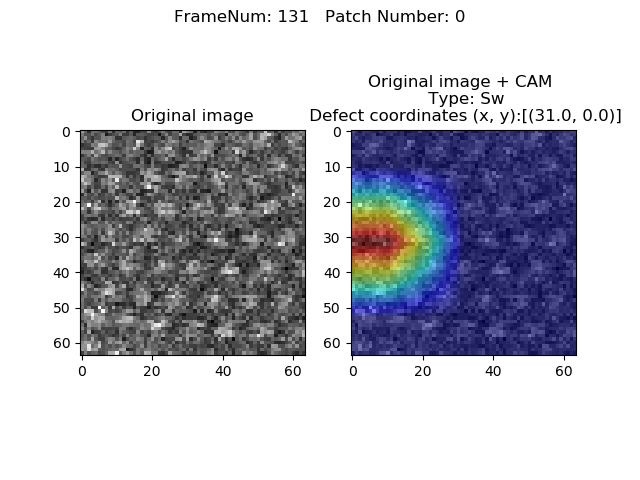 FrameNum: 131   Patch Number: 0
Original image
Original image + CAM
Type: Sw
Defect coordinates (x, y):[(31.0, 0.0)]
0
10
20
30
40
50
60
0 20 40 60
0
10
20
30
40
50
60
0 20 40 60